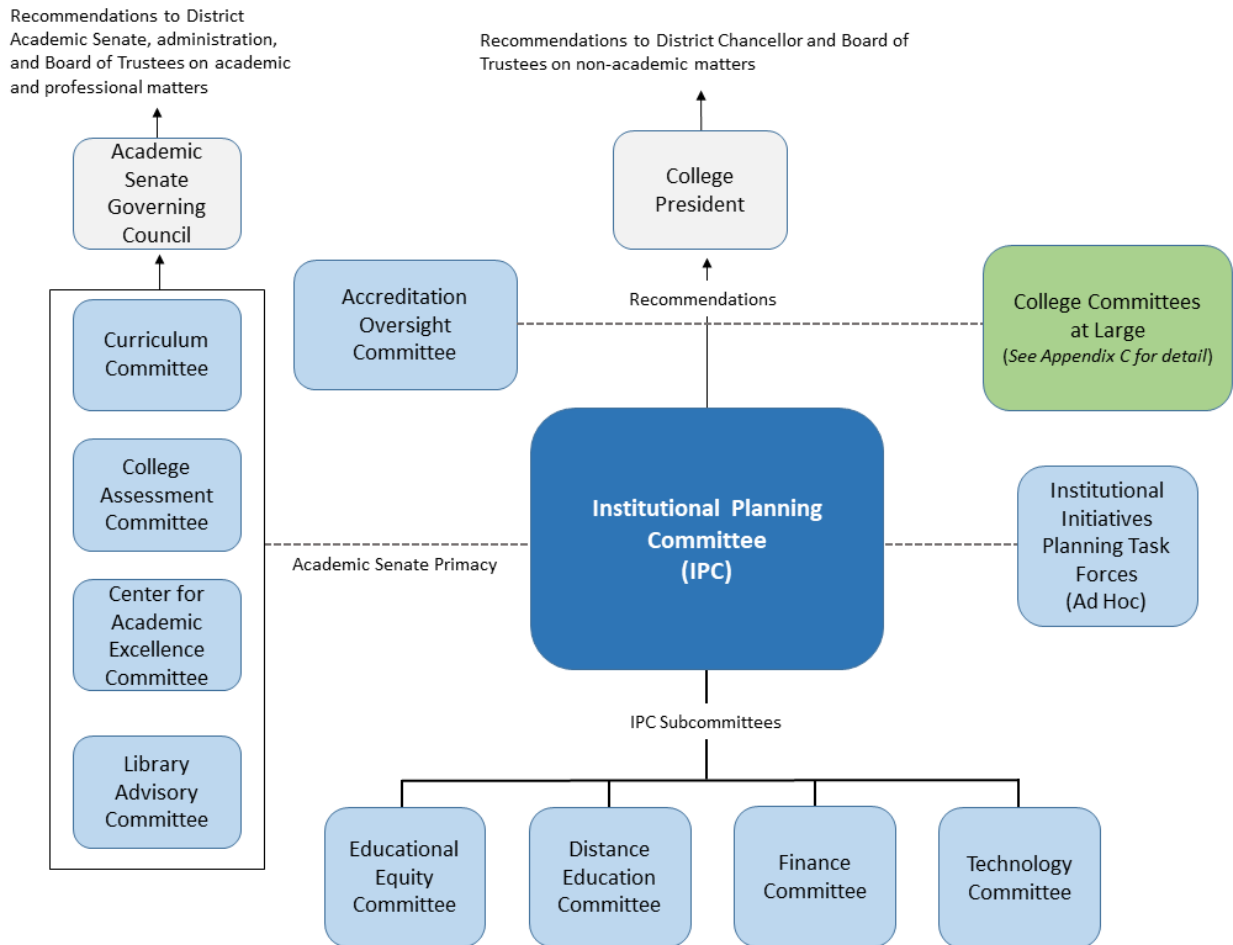 Recommendations to District
Academic Senate, administration,
and Board of Trustees on academic
and professional matters
Recommendations to District Chancellor and Board of
Trustees on non-academic matters
Academic
Senate
Governing
Council
College
President
Curriculum
Committee
College
Assessment
Committee
Center for
Academic
Excellence
Committee
Library
Advisory
Committee
Accreditation
Oversight
Committee
Recommendations
College Committees
at Large
(See Appendix C for detail)
Academic Senate Primacy
Institutional Planning
Committee
(IPC)
Institutional
Initiatives
Planning Task
Forces
(Ad Hoc)
IPC Subcommittees
Educational
Equity
Committee
Distance
Education
Committee
Finance
Committee
Technology
Committee